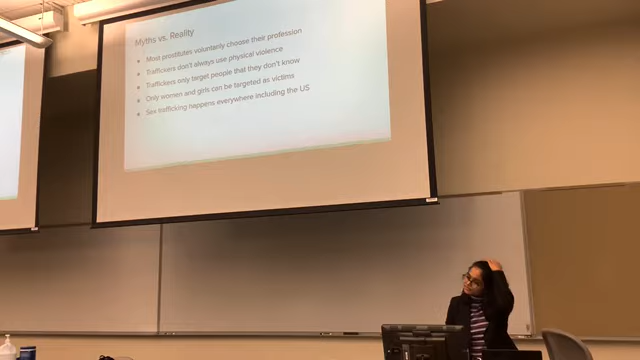 Myths vs. Reality
● Most prostitutes voluntarily choose their profession
● Traffickers don't always use physical violence
● Traffickers only target people that they don't know
● Only women and girls can be targeted as victims
● Sex trafficking happens everywhere including the US